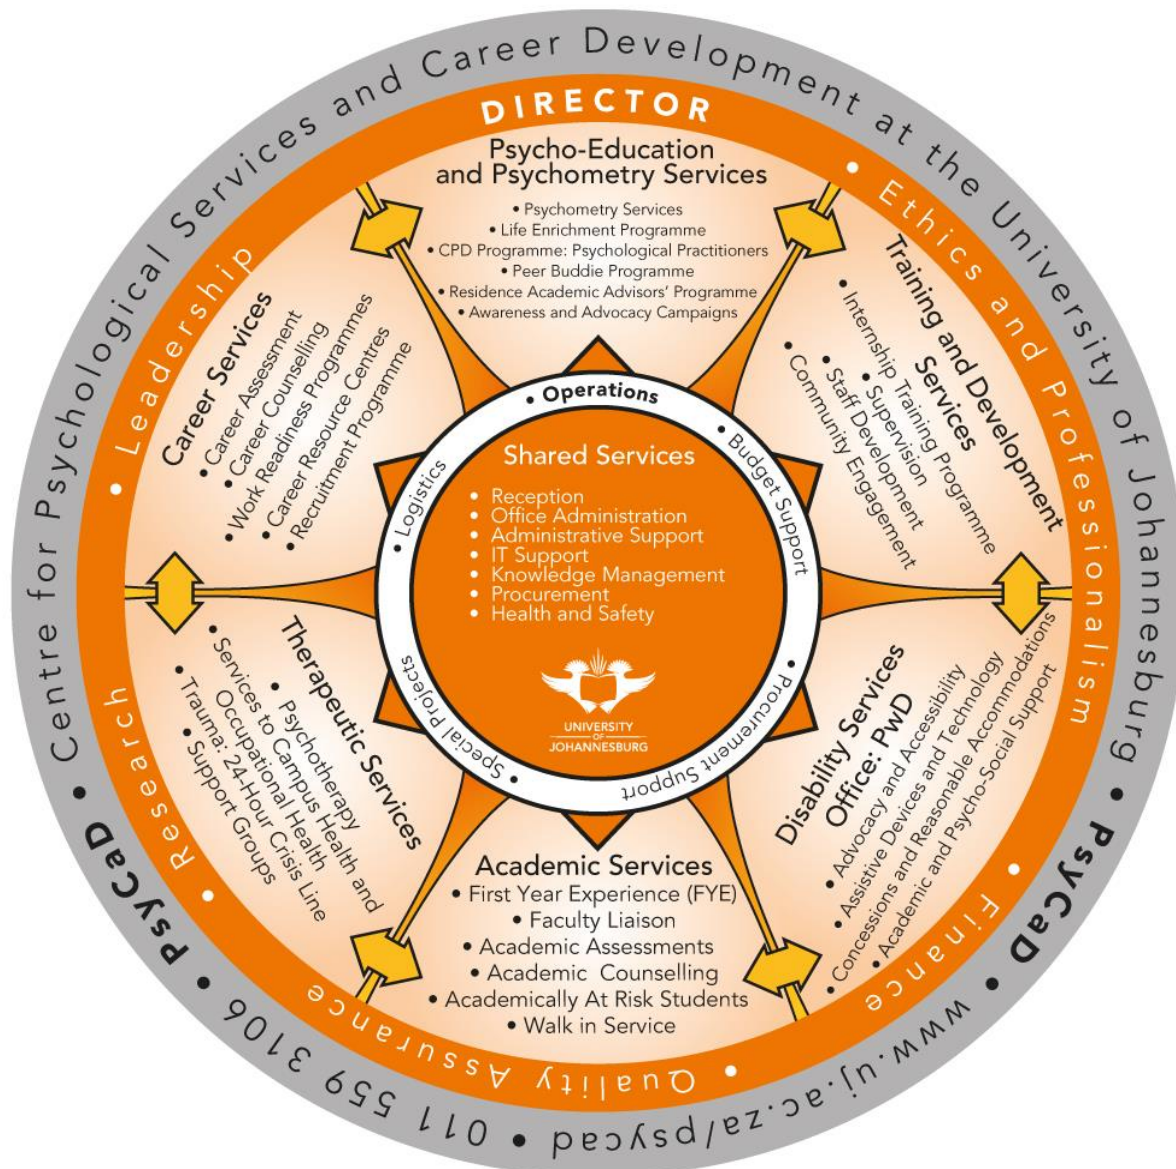 • Centre for Psychological Services and Career Development at the University of Johannesburg • PsyCaD • www.uj.ac.za/psycad • 011 559 3106 • PsyCaD
DIRECTOR
• Ethics and Professionalism
• Finance
• Quality Assurance
• Research
• Leadership
Psycho-Education
and Psychometry Services
• Psychometry Services
• Life Enrichment Programme
• CPD Programme: Psychological Practitioners
• Peer Buddie Programme
• Residence Academic Advisors' Programme
• Awareness and Advocacy Campaigns
Training and Development
Services
• Internship Training Programme
• Supervision
• Staff Development
• Community Engagement
Disability Services
Office: PwD
• Advocacy and Accessibility
• Assistive Devices and Technology
• Concessions and Reasonable Accommodations
• Academic and Psycho-Social Support
Academic Services
• First Year Experience (FYE)
• Faculty Liaison
• Academic Assessments
• Academic Counselling
• Academically At Risk Students
• Walk in Service
Therapeutic Services
• Psychotherapy
• Services to Campus Health and
Occupational Health
• Trauma: 24-Hour Crisis Line
• Support Groups
Career Services
• Career Assessment
• Career Counselling
• Work Readiness Programmes
• Career Resource Centres
• Recruitment Programme
• Operations
• Budget Support
• Procurement Support
• Special Projects
• Logistics
Shared Services
• Reception
• Office Administration
• Administrative Support
• IT Support
• Knowledge Management
• Procurement
• Health and Safety
UNIVERSITY
OF
JOHANNESBURG